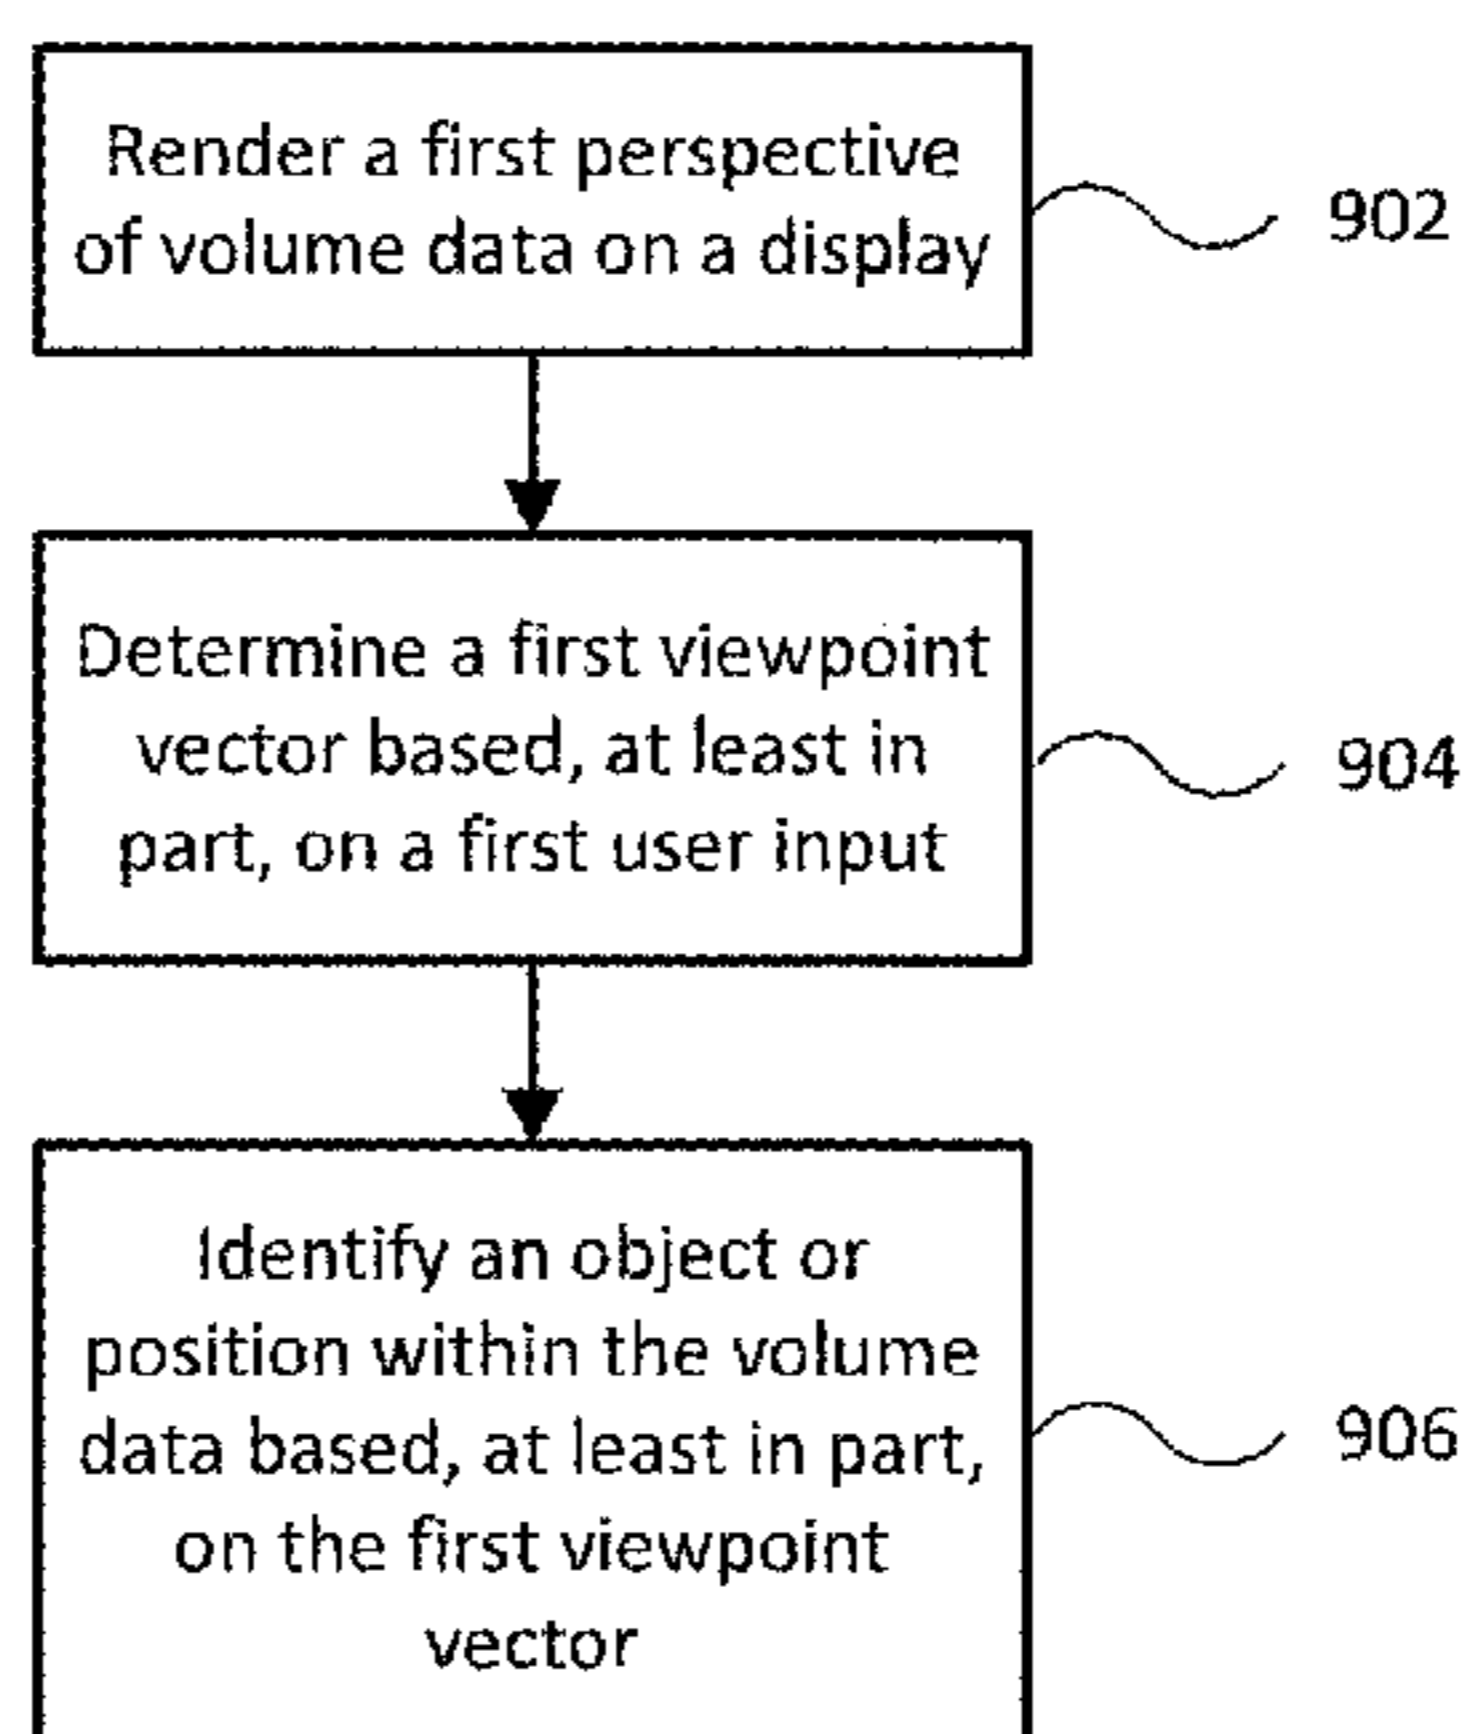 Render a first perspective
of volume data on a display
902
Determine a first viewpoint
vector based, at least in
part, on a first user input
904
Identify an object or
position within the volume
data based, at least in part,
on the first viewpoint
vector
906